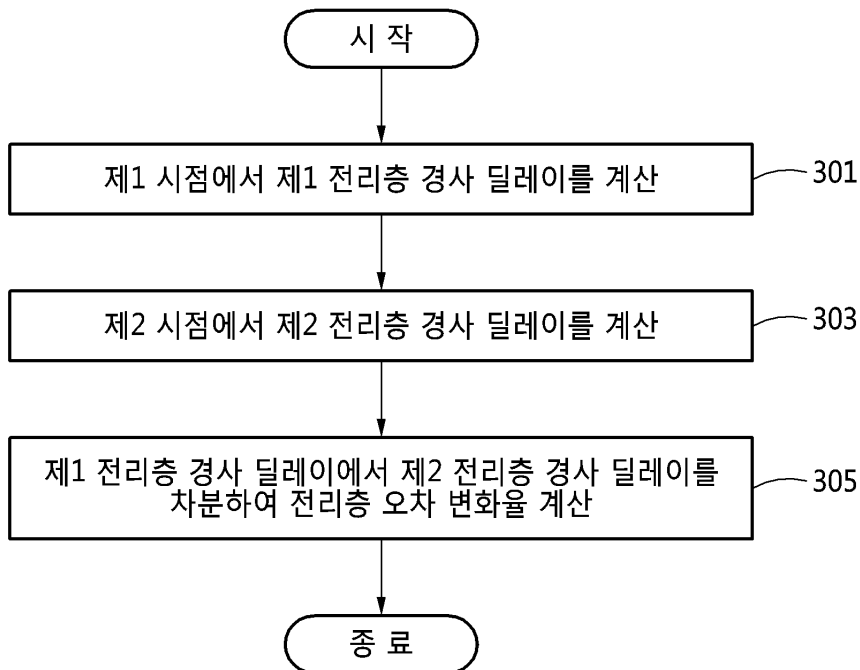 시 작
제1 시점에서 제1 전리층 경사 딜레이를 계산
301
제2 시점에서 제2 전리층 경사 딜레이를 계산
303
제1 전리층 경사 딜레이에서 제2 전리층 경사 딜레이를
차분하여 전리층 오차 변화율 계산
305
종 료